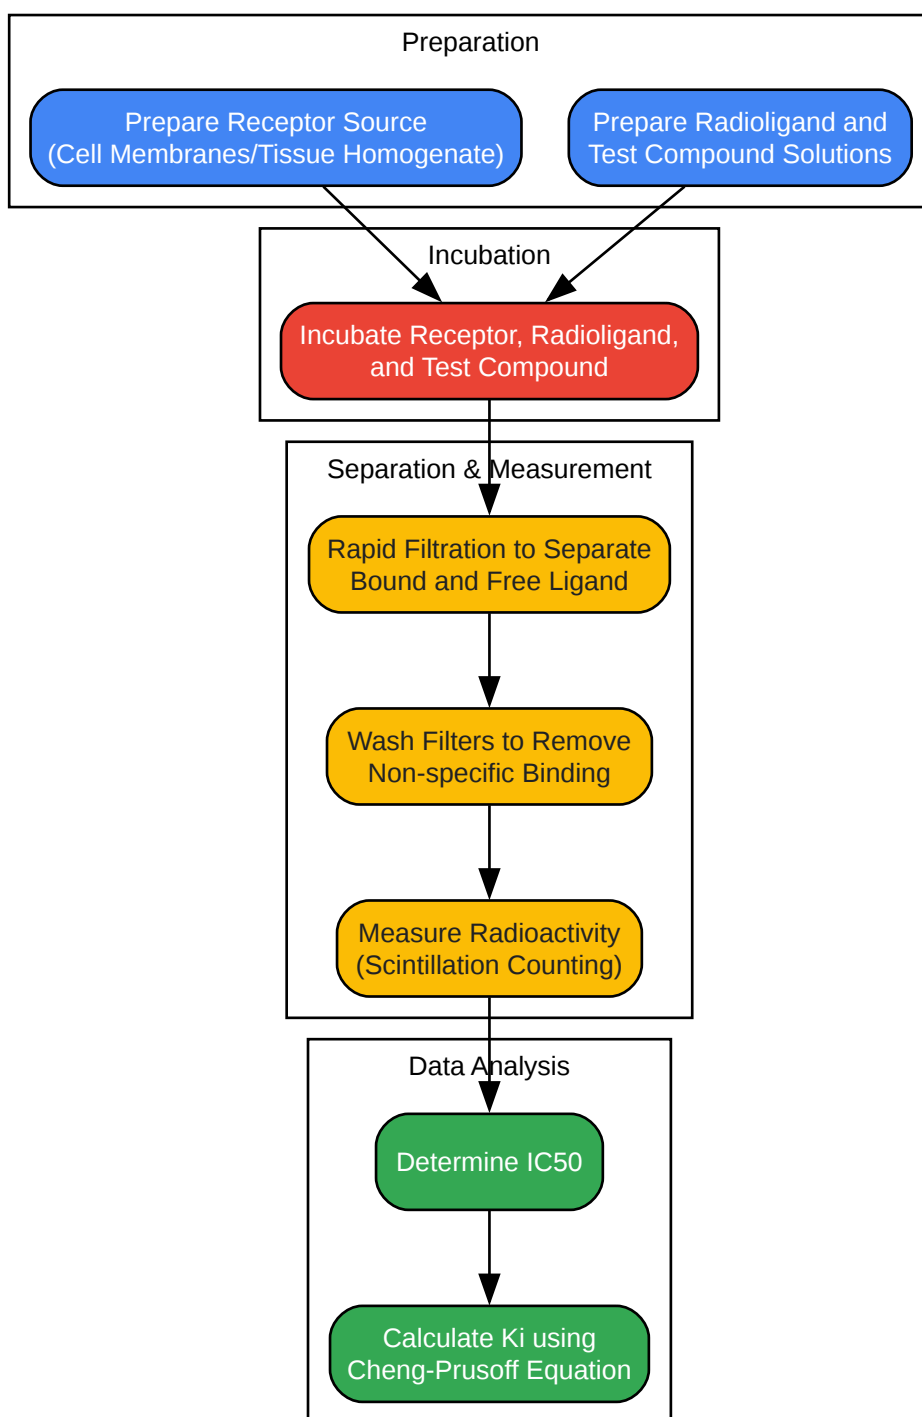 Preparation
Prepare Receptor Source
(Cell Membranes/Tissue Homogenate)
Prepare Radioligand and
Test Compound Solutions
Incubation
Incubate Receptor, Radioligand,
and Test Compound
Separation & Measurement
Rapid Filtration to Separate
Bound and Free Ligand
Wash Filters to Remove
Non-specific Binding
Measure Radioactivity
(Scintillation Counting)
Data Analysis
Determine IC50
Calculate Ki using
Cheng-Prusoff Equation